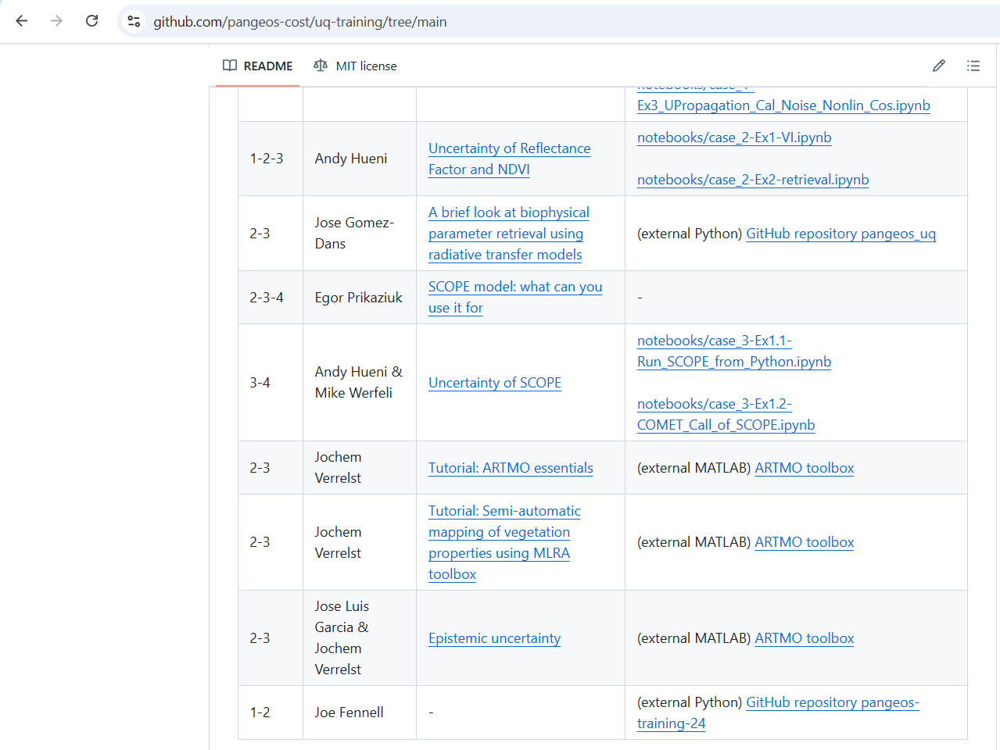 github.com/pangeos-cost/uq-training/tree/main
README
MIT license
Ex3_UPropagation_Cal_Noise_Nonlin_Cos.ipynb
1-2-3
Andy Hueni
Uncertainty of Reflectance
Factor and NDVI
notebooks/case_2-Ex1-VI.ipynb
notebooks/case_2-Ex2-retrieval.ipynb
2-3
Jose Gomez-
Dans
A brief look at biophysical
parameter retrieval using
radiative transfer models
(external Python) GitHub repository pangeos_uq
2-3-4
Egor Prikaziuk
SCOPE model: what can you
use it for
-
3-4
Andy Hueni &
Mike Werfeli
Uncertainty of SCOPE
notebooks/case_3-Ex1.1-
Run_SCOPE_from_Python.ipynb
notebooks/case_3-Ex1.2-
COMET_Call_of_SCOPE.ipynb
2-3
Jochem
Verrelst
Tutorial: ARTMO essentials
(external MATLAB) ARTMO toolbox
2-3
Jochem
Verrelst
Tutorial: Semi-automatic
mapping of vegetation
properties using MLRA
toolbox
(external MATLAB) ARTMO toolbox
2-3
Jose Luis
Garcia &
Jochem
Verrelst
Epistemic uncertainty
(external MATLAB) ARTMO toolbox
1-2
Joe Fennell
-
(external Python) GitHub repository pangeos-
training-24